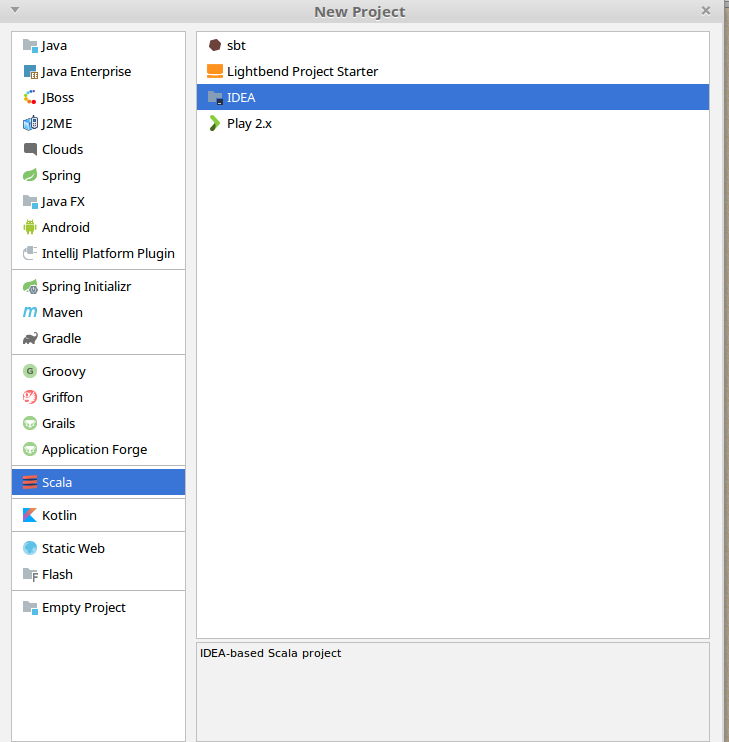 New Project
Java
Java Enterprise
JBoss
J2ME
Clouds
Spring
Java FX
Android
IntelliJ Platform Plugin
Spring Initializr
Maven
Gradle
Groovy
Griffon
Grails
Application Forge
Scala
Kotlin
Static Web
Flash
Empty Project
sbt
Lightbend Project Starter
IDEA
Play 2.x
IDEA-based Scala project